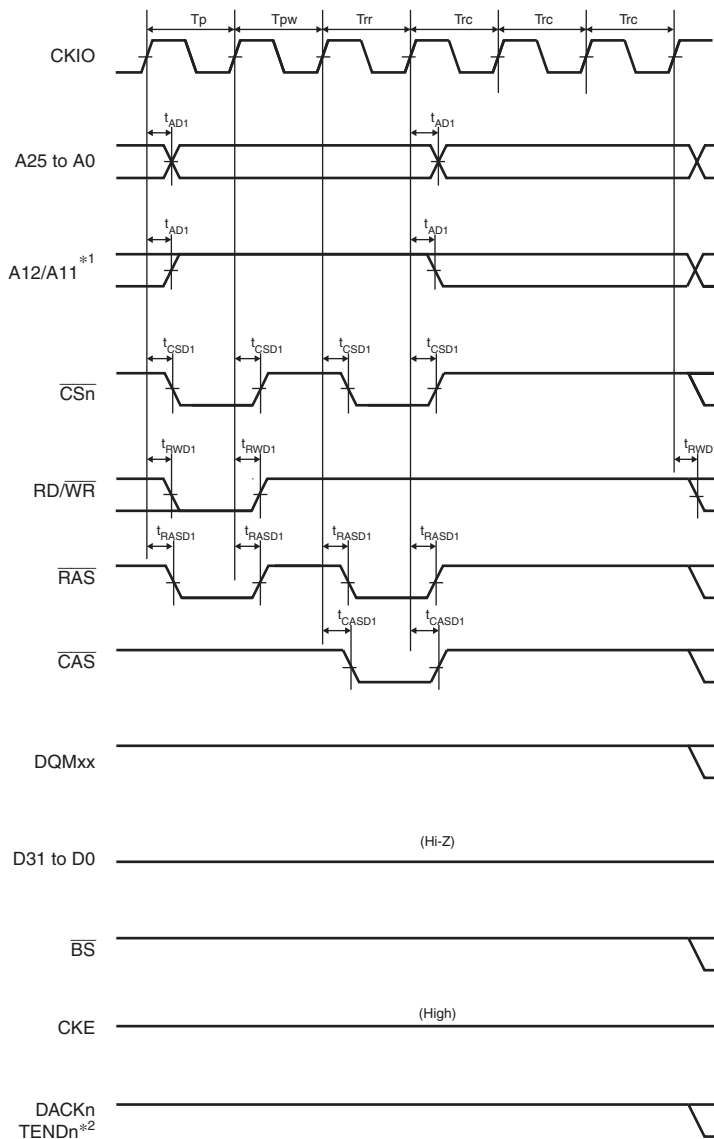 Tp Tpw Trr Trc Trc Trc
CKIO
tAD1 tAD1
A25 to A0
tAD1 tAD1
A12/A11 *1
tCSD1 tCSD1 tCSD1 tCSD1
CSn
tRWD1 tRWD1 tRWD
RD/WR
tRASD1 tRASD1 tRASD1 tRASD1
RAS
tCASD1 tCASD1
CAS
DQMxx
(Hi-Z)
D31 to D0
BS
(High)
CKE
DACKn
TENDn*2